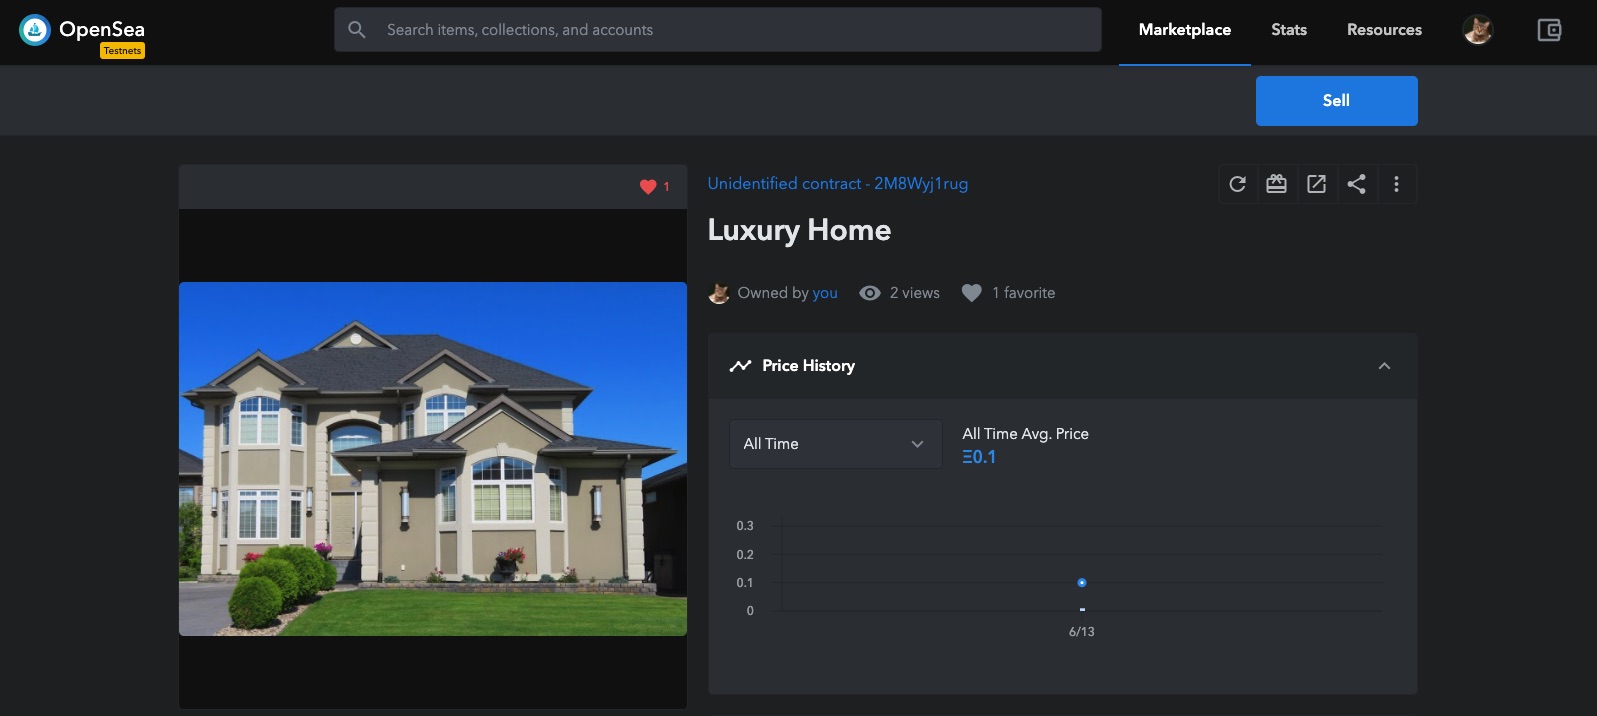 OpenSea
Testnets
Search items, collections, and accounts
Marketplace
Stats
Resources
Sell
1
Unidentified contract - 2M8Wyj1rug
Luxury Home
Owned by you
2 views
1 favorite
Price History
All Time
All Time Avg. Price
Ξ0.1
0.3
0.2
0.1
0
6/13